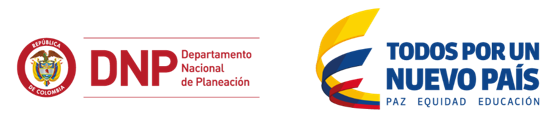 REPÚBLICA
DE COLOMBIA
DNP
Departamento
Nacional
de Planeación
TODOS POR UN
NUEVO PAÍS
PAZ EQUIDAD EDUCACIÓN